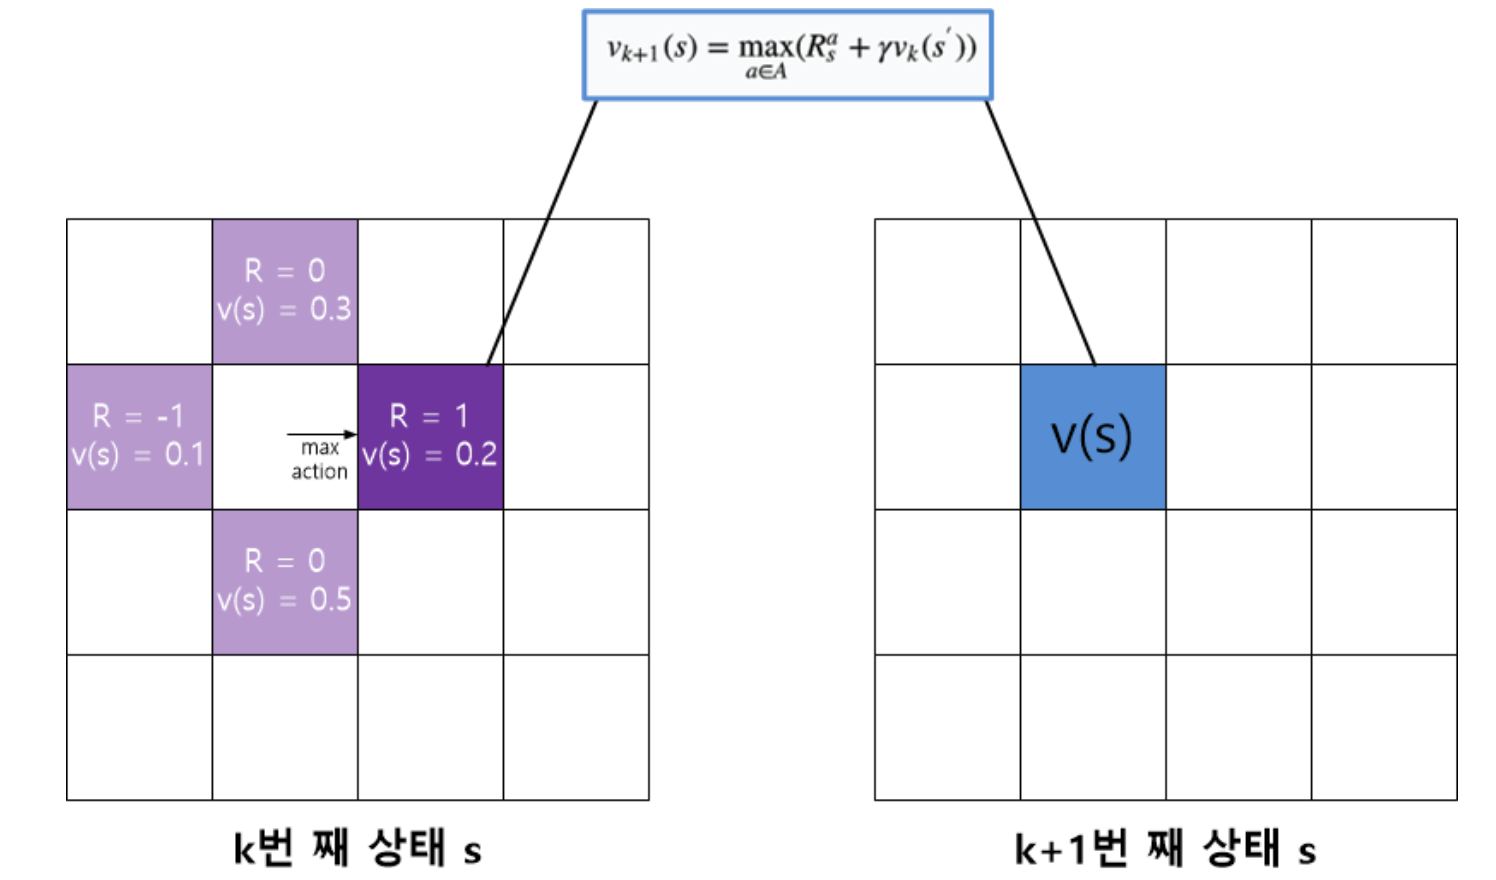 v_{k+1}(s) = max(R_s^a + γv_k(s′))
a∈A
R = 0
v(s) = 0.3
R = -1
v(s) = 0.1
max
action
R = 1
v(s) = 0.2
R = 0
v(s) = 0.5
v(s)
k번 째 상태 s
k+1번 째 상태 s